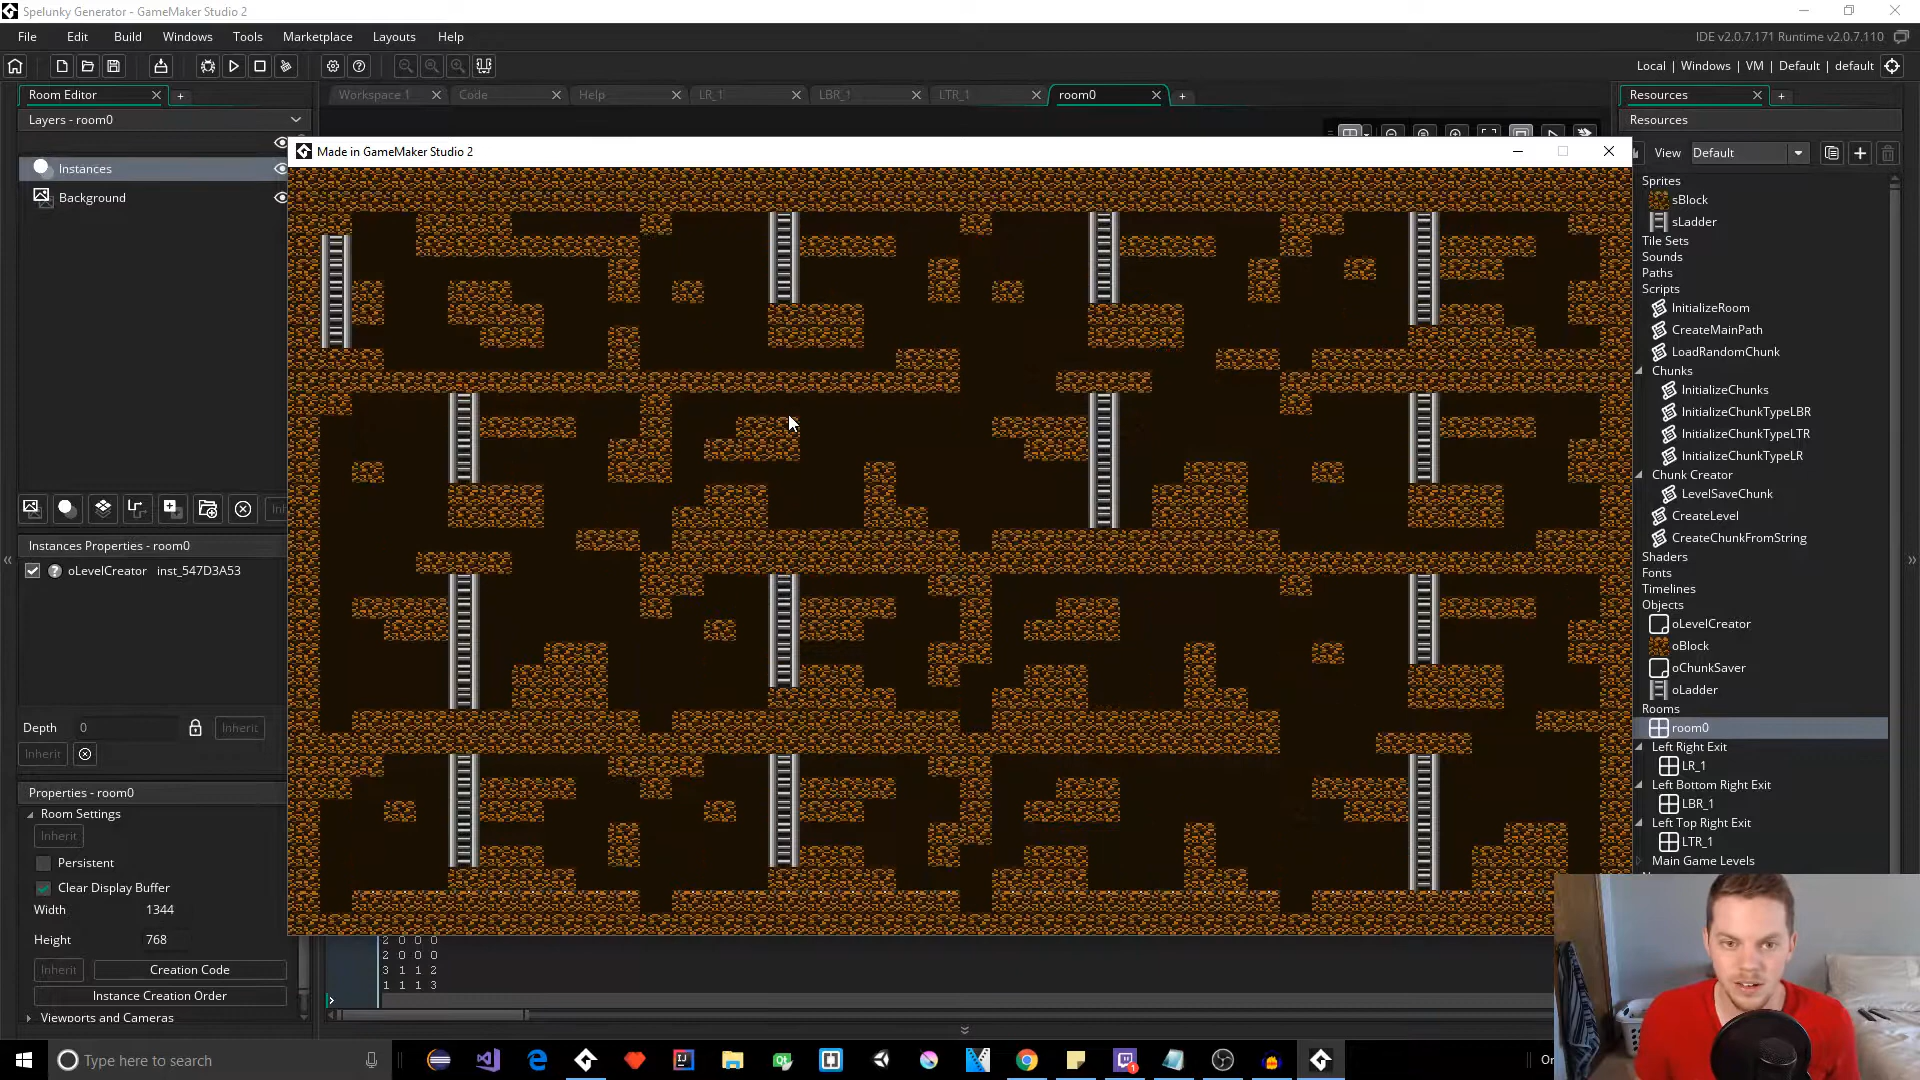 Spelunky Generator - GameMaker Studio 2
File Edit Build Windows Tools Marketplace Layouts Help
IDE v2.0.7.171 Runtime v2.0.7.110
Local | Windows | VM | Default | default
Room Editor
Workspace 1
Code
Help
LR_1
LBR_1
LTR_1
room0
Resources
Layers - room0
Resources
Made in GameMaker Studio 2
View Default
Instances
Background
Sprites
sBlock
sLadder
Tile Sets
Sounds
Paths
Scripts
InitializeRoom
CreateMainPath
LoadRandomChunk
Chunks
InitializeChunks
InitializeChunkTypeLBR
InitializeChunkTypeLTR
InitializeChunkTypeLR
Chunk Creator
LevelSaveChunk
CreateLevel
CreateChunkFromString
Shaders
Fonts
Timelines
Objects
oLevelCreator
oBlock
oChunkSaver
oLadder
Rooms
room0
Left Right Exit
LR_1
Left Bottom Right Exit
LBR_1
Left Top Right Exit
LTR_1
Main Game Levels
Instances Properties - room0
oLevelCreator inst_547D3A53
Depth 0 Inherit
Inherit
Properties - room0
Room Settings
Inherit
Persistent
Clear Display Buffer
Width 1344
Height 768
Inherit Creation Code
Instance Creation Order
Viewports and Cameras
2 0 0 0
2 0 0 0
3 1 1 2
1 1 1 3
Type here to search